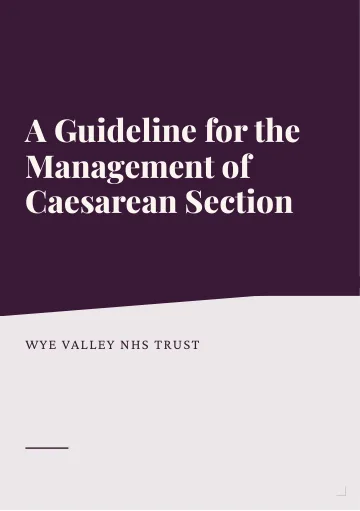 A Guideline for the
Management of
Caesarean Section
WYE VALLEY NHS TRUST